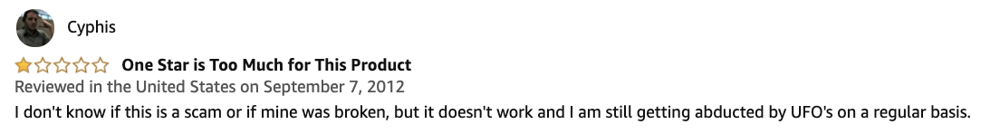 Cyphis
One Star is Too Much for This Product
Reviewed in the United States on September 7, 2012
I don't know if this is a scam or if mine was broken, but it doesn't work and I am still getting abducted by UFO's on a regular basis.